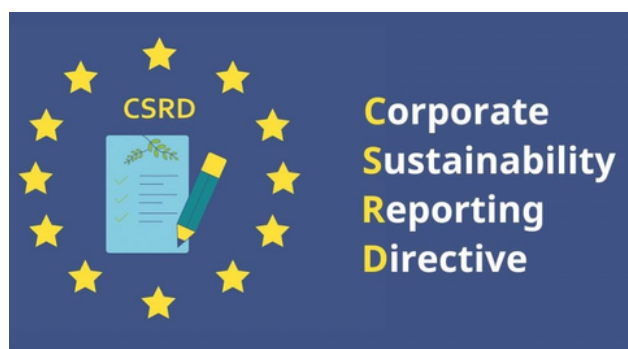 CSRD
Corporate
Sustainability
Reporting
Directive